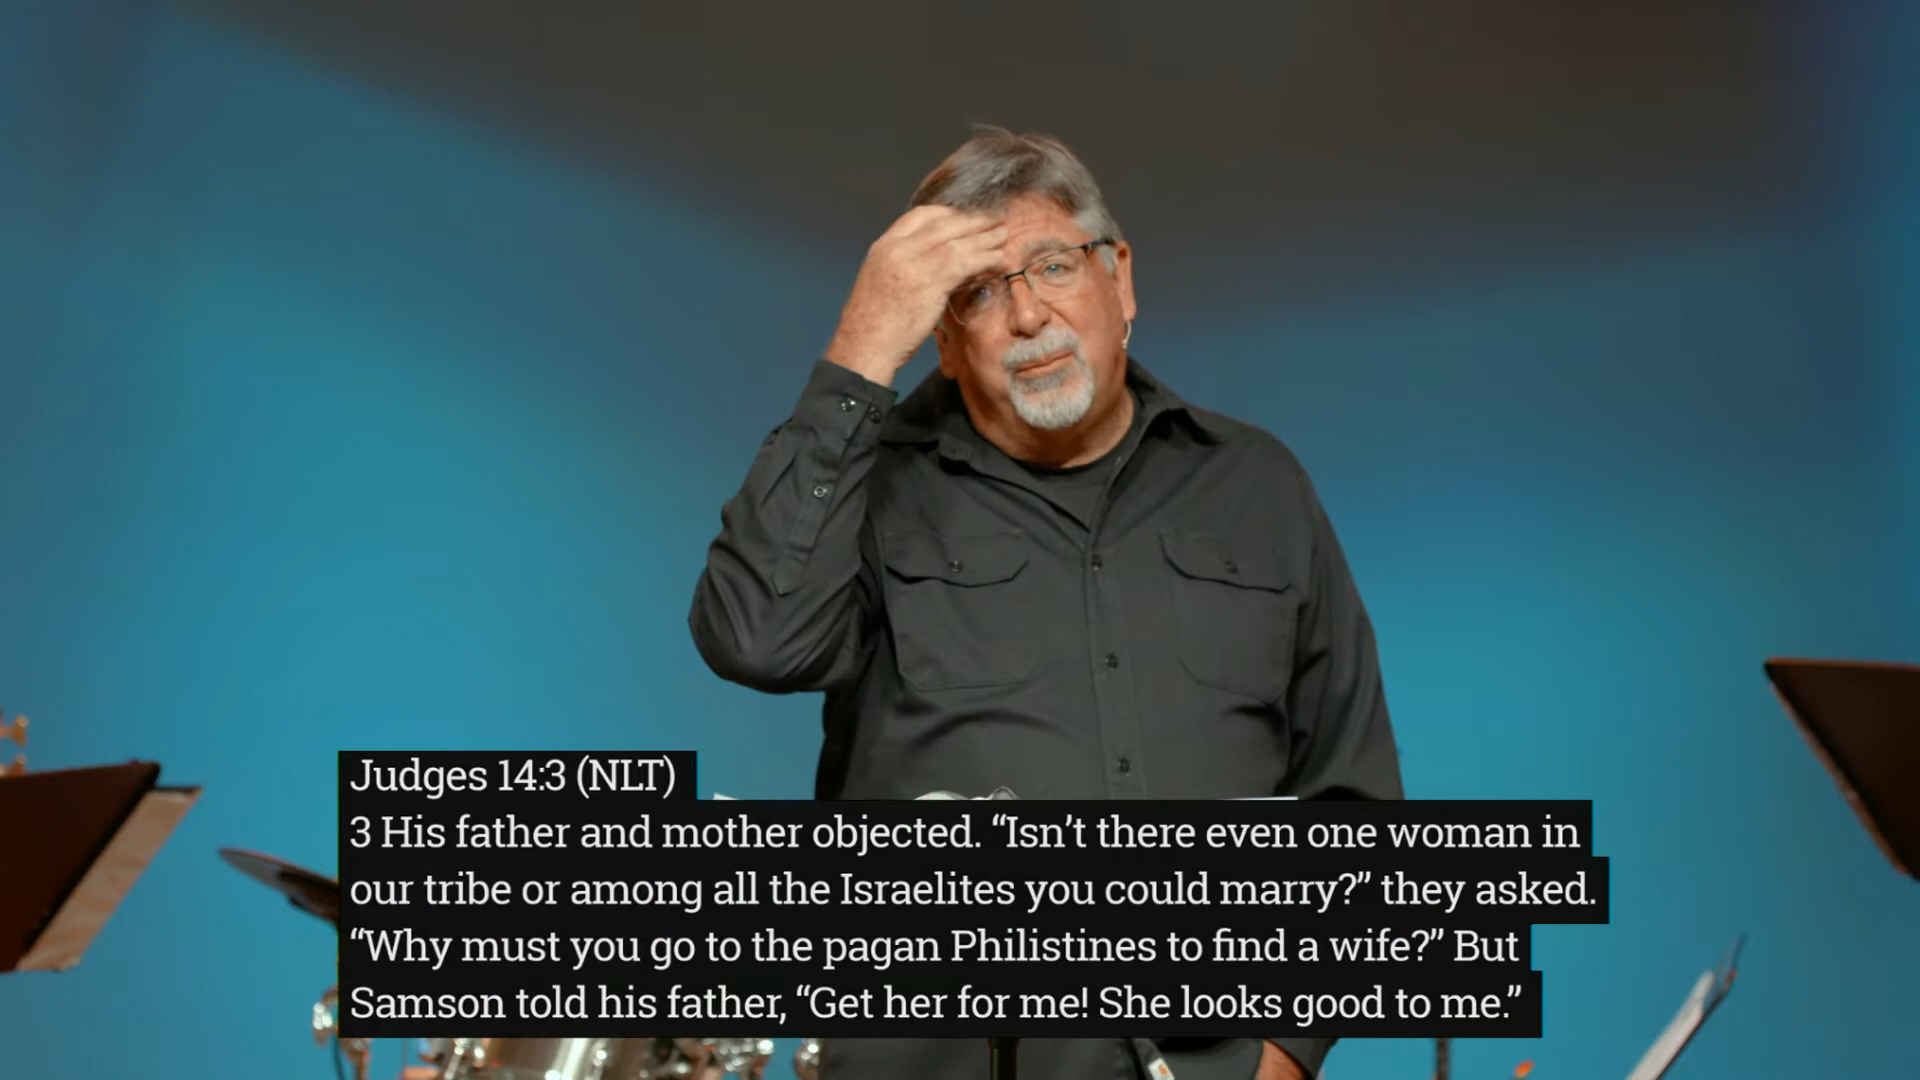 Judges 14:3 (NLT)
3 His father and mother objected. “Isn’t there even one woman in
our tribe or among all the Israelites you could marry?” they asked.
“Why must you go to the pagan Philistines to find a wife?” But
Samson told his father, “Get her for me! She looks good to me.”